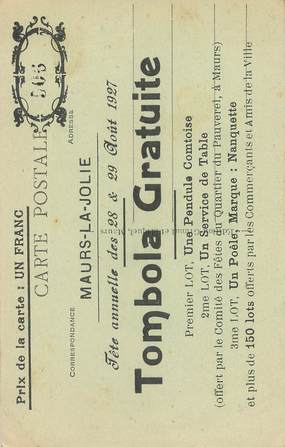 Prix de la carte : UN FRANC
CARTE POSTALE
CORRESPONDANCE
ADRESSE
MAURS-LA-JOLIE
Fête annuelle des 28 & 29 Août 1927
Tombola Gratuite
Premier LOT, Une Pendule Comtoise
2me LOT, Un Service de Table
(offert par le Comité des Fêtes du Quartier du Pauverel, à Maurs)
3me LOT, Un Poêle, Marque : Nanquette
et plus de 150 lots offerts par les Commerçants et Amis de la Ville